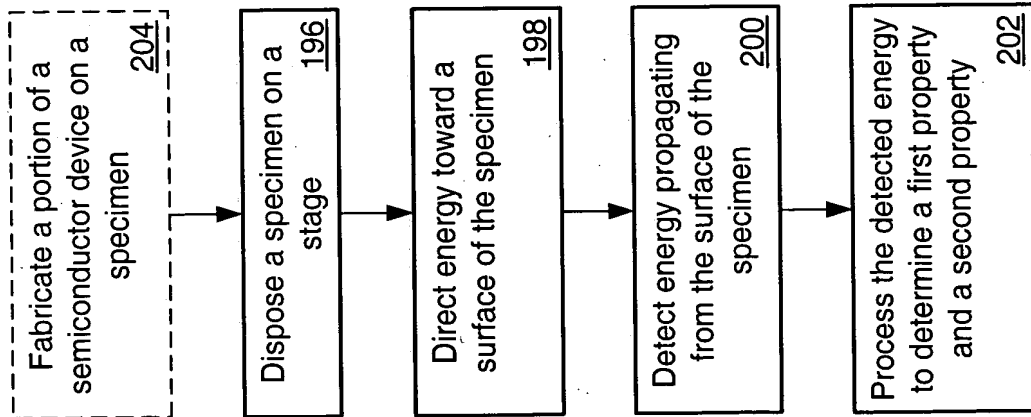 Fabricate a portion of a
semiconductor device on a
specimen
204
Dispose a specimen on a
stage
196
Direct energy toward a
surface of the specimen
198
Detect energy propagating
from the surface of the
specimen
200
Process the detected energy
to determine a first property
and a second property
202